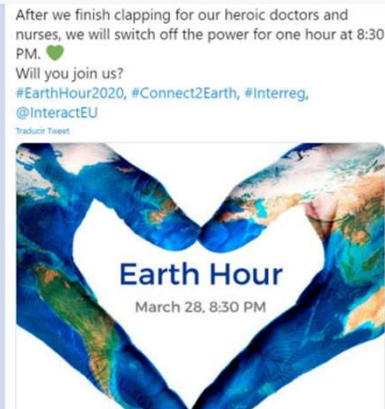 After we finish clapping for our heroic doctors and
nurses, we will switch off the power for one hour at 8:30
PM. 💚
Will you join us?
#EarthHour2020, #Connect2Earth, #Interreg,
@InteractEU
Traducir Tweet
Earth Hour
March 28, 8:30 PM